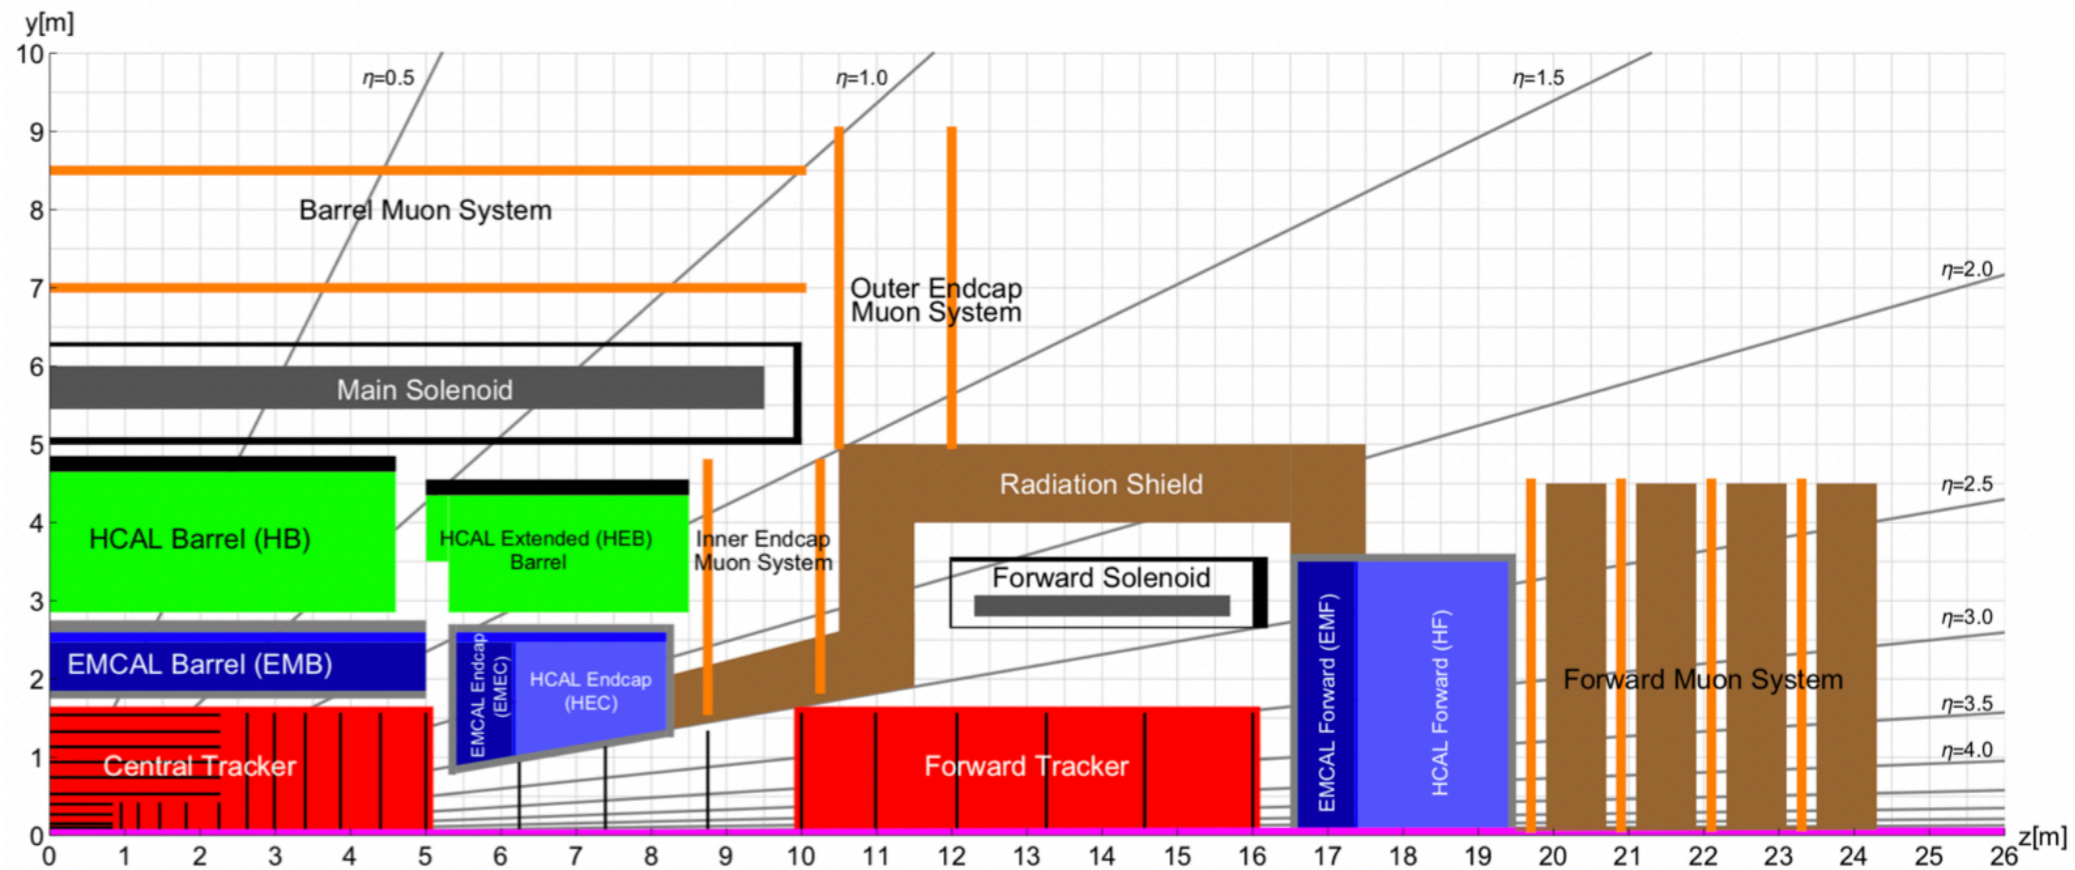 y[m]
10
η=0.5
η=1.0
η=1.5
9
Barrel Muon System
8
η=2.0
7
Outer Endcap
Muon System
6
Main Solenoid
5
Radiation Shield
η=2.5
HCAL Barrel (HB)
HCAL Extended (HEB)
Barrel
Inner Endcap
Muon System
4
Forward Solenoid
3
η=3.0
EMCAL Barrel (EMB)
EMCAL Endcap
(EMEC)
HCAL Endcap
(HEC)
EMCAL Forward (EMF)
HCAL Forward (HF)
Forward Muon System
2
η=3.5
Central Tracker
Forward Tracker
1
η=4.0
0
0 1 2 3 4 5 6 7 8 9 10 11 12 13 14 15 16 17 18 19 20 21 22 23 24 25 26
z[m]